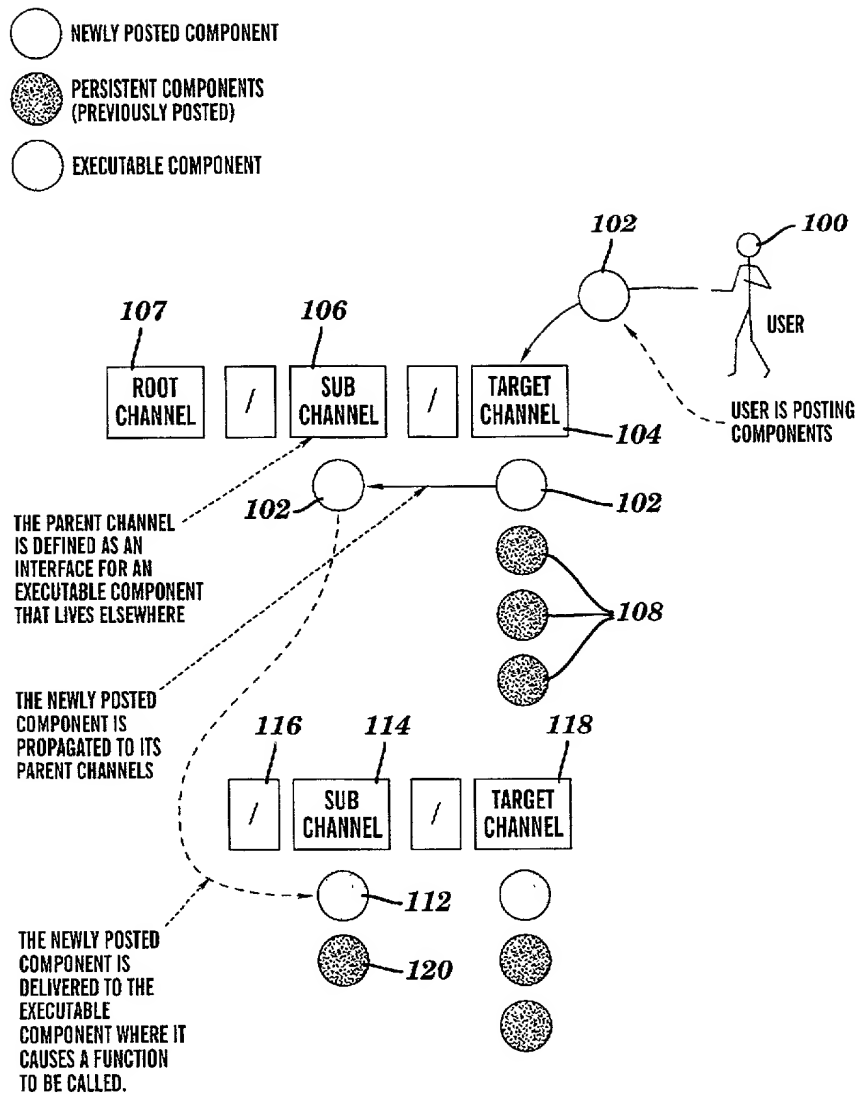 NEWLY POSTED COMPONENT
PERSISTENT COMPONENTS
(PREVIOUSLY POSTED)
EXECUTABLE COMPONENT
102
100
USER
107
106
ROOT
CHANNEL
/
SUB
CHANNEL
/
TARGET
CHANNEL
104
USER IS POSTING
COMPONENTS
102
102
THE PARENT CHANNEL
IS DEFINED AS AN
INTERFACE FOR AN
EXECUTABLE COMPONENT
THAT LIVES ELSEWHERE
108
THE NEWLY POSTED
COMPONENT IS
PROPAGATED TO ITS
PARENT CHANNELS
116
114
118
/
SUB
CHANNEL
/
TARGET
CHANNEL
112
120
THE NEWLY POSTED
COMPONENT IS
DELIVERED TO THE
EXECUTABLE
COMPONENT WHERE IT
CAUSES A FUNCTION
TO BE CALLED.